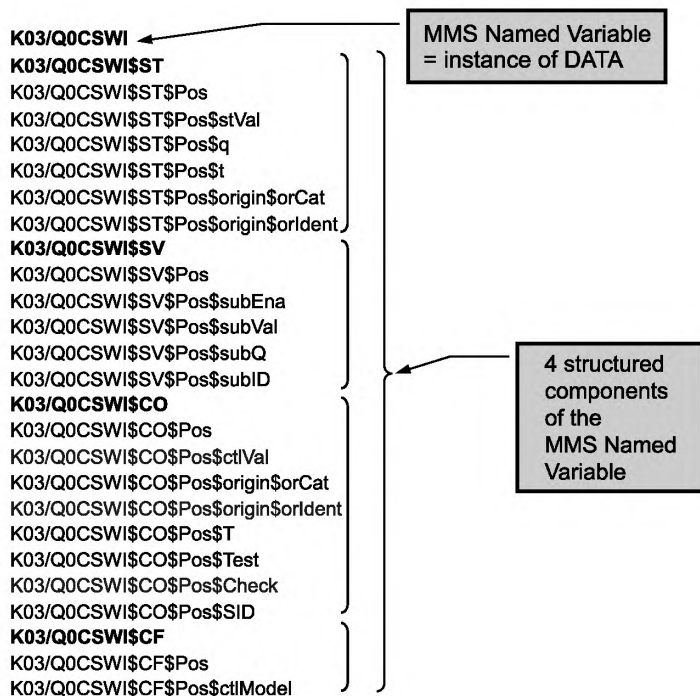 K03/Q0CSWI
K03/Q0CSWI$ST
K03/Q0CSWI$ST$Pos
K03/Q0CSWI$ST$Pos$stVal
K03/Q0CSWI$ST$Pos$q
K03/Q0CSWI$ST$Pos$t
K03/Q0CSWI$ST$Pos$origin$orCat
K03/Q0CSWI$ST$Pos$origin$orIdent
K03/Q0CSWI$SV
K03/Q0CSWI$SV$Pos
K03/Q0CSWI$SV$Pos$subEna
K03/Q0CSWI$SV$Pos$subVal
K03/Q0CSWI$SV$Pos$subQ
K03/Q0CSWI$SV$Pos$subID
K03/Q0CSWI$CO
K03/Q0CSWI$CO$Pos
K03/Q0CSWI$CO$Pos$ctlVal
K03/Q0CSWI$CO$Pos$origin$orCat
K03/Q0CSWI$CO$Pos$origin$orIdent
K03/Q0CSWI$CO$Pos$T
K03/Q0CSWI$CO$Pos$Test
K03/Q0CSWI$CO$Pos$Check
K03/Q0CSWI$CO$Pos$SID
K03/Q0CSWI$CF
K03/Q0CSWI$CF$Pos
K03/Q0CSWI$CF$Pos$ctlModel
MMS Named Variable
= instance of DATA
4 structured
components
of the
MMS Named
Variable